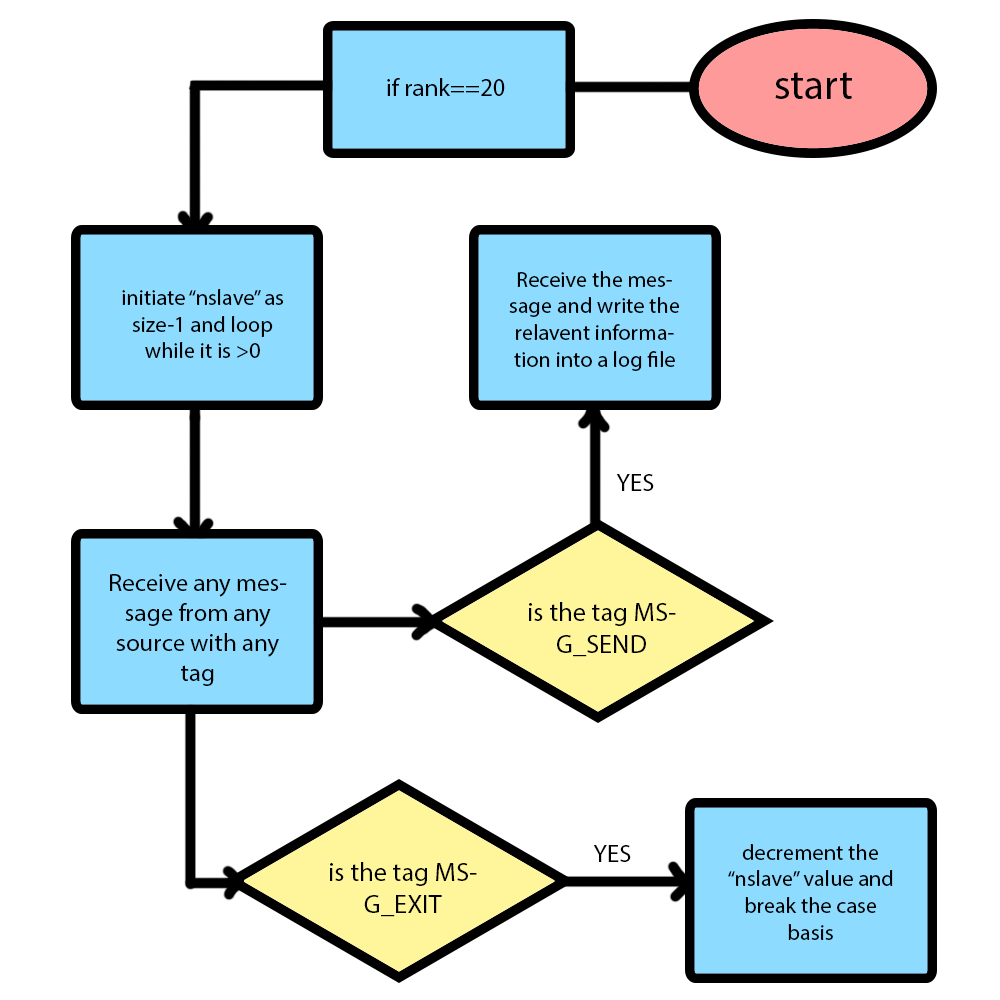 start
if rank==20
initiate “nslave” as
size-1 and loop
while it is >0
Receive the mes-
sage and write the
relavent informa-
tion into a log file
YES
Receive any mes-
sage from any
source with any
tag
is the tag MS-
G_SEND
is the tag MS-
G_EXIT
YES
decrement the
“nslave” value and
break the case
basis